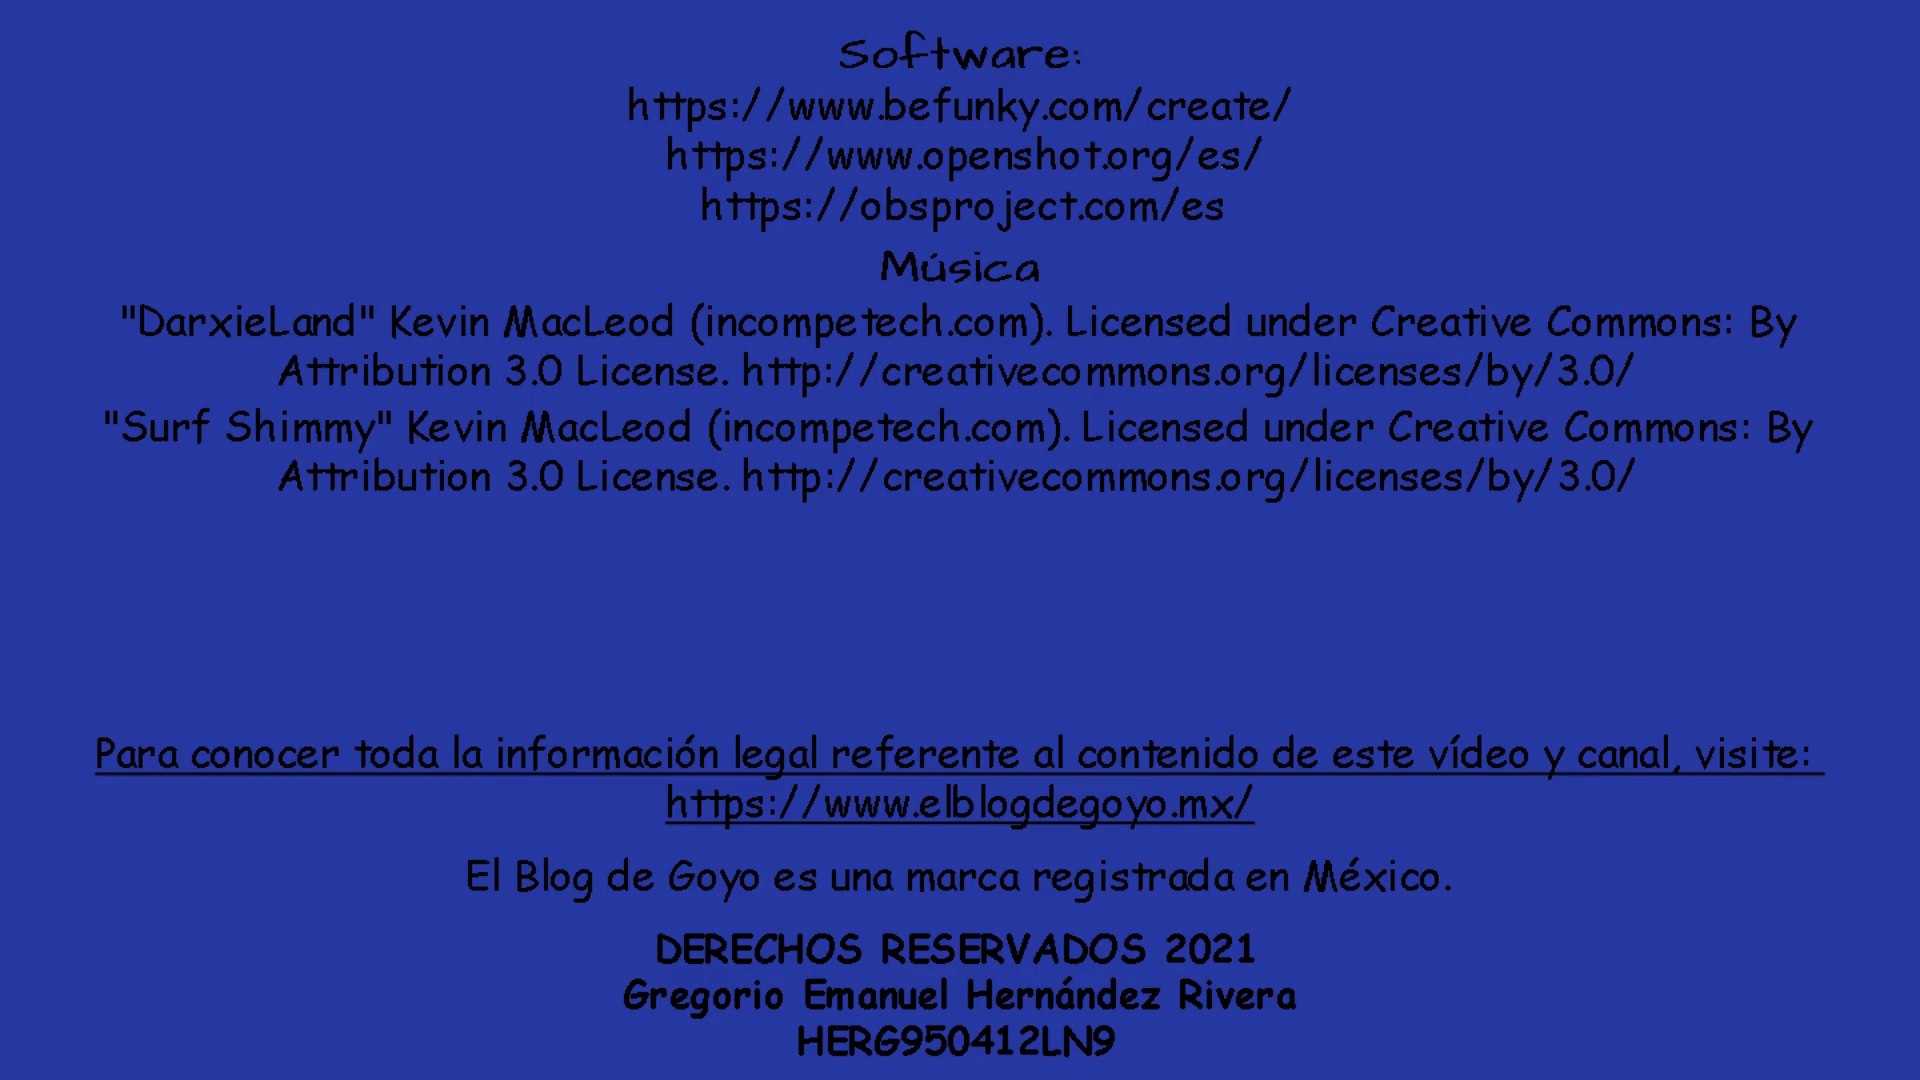 Software:
https://www.befunky.com/create/
https://www.openshot.org/es/
https://obsproject.com/es
Música
"DarxieLand" Kevin MacLeod (incompetech.com). Licensed under Creative Commons: By
Attribution 3.0 License. http://creativecommons.org/licenses/by/3.0/
"Surf Shimmy" Kevin MacLeod (incompetech.com). Licensed under Creative Commons: By
Attribution 3.0 License. http://creativecommons.org/licenses/by/3.0/
Para conocer toda la información legal referente al contenido de este vídeo y canal, visite:
https://www.elblogdegoyo.mx/
El Blog de Goyo es una marca registrada en México.
DERECHOS RESERVADOS 2021
Gregorio Emanuel Hernández Rivera
HERG950412LN9